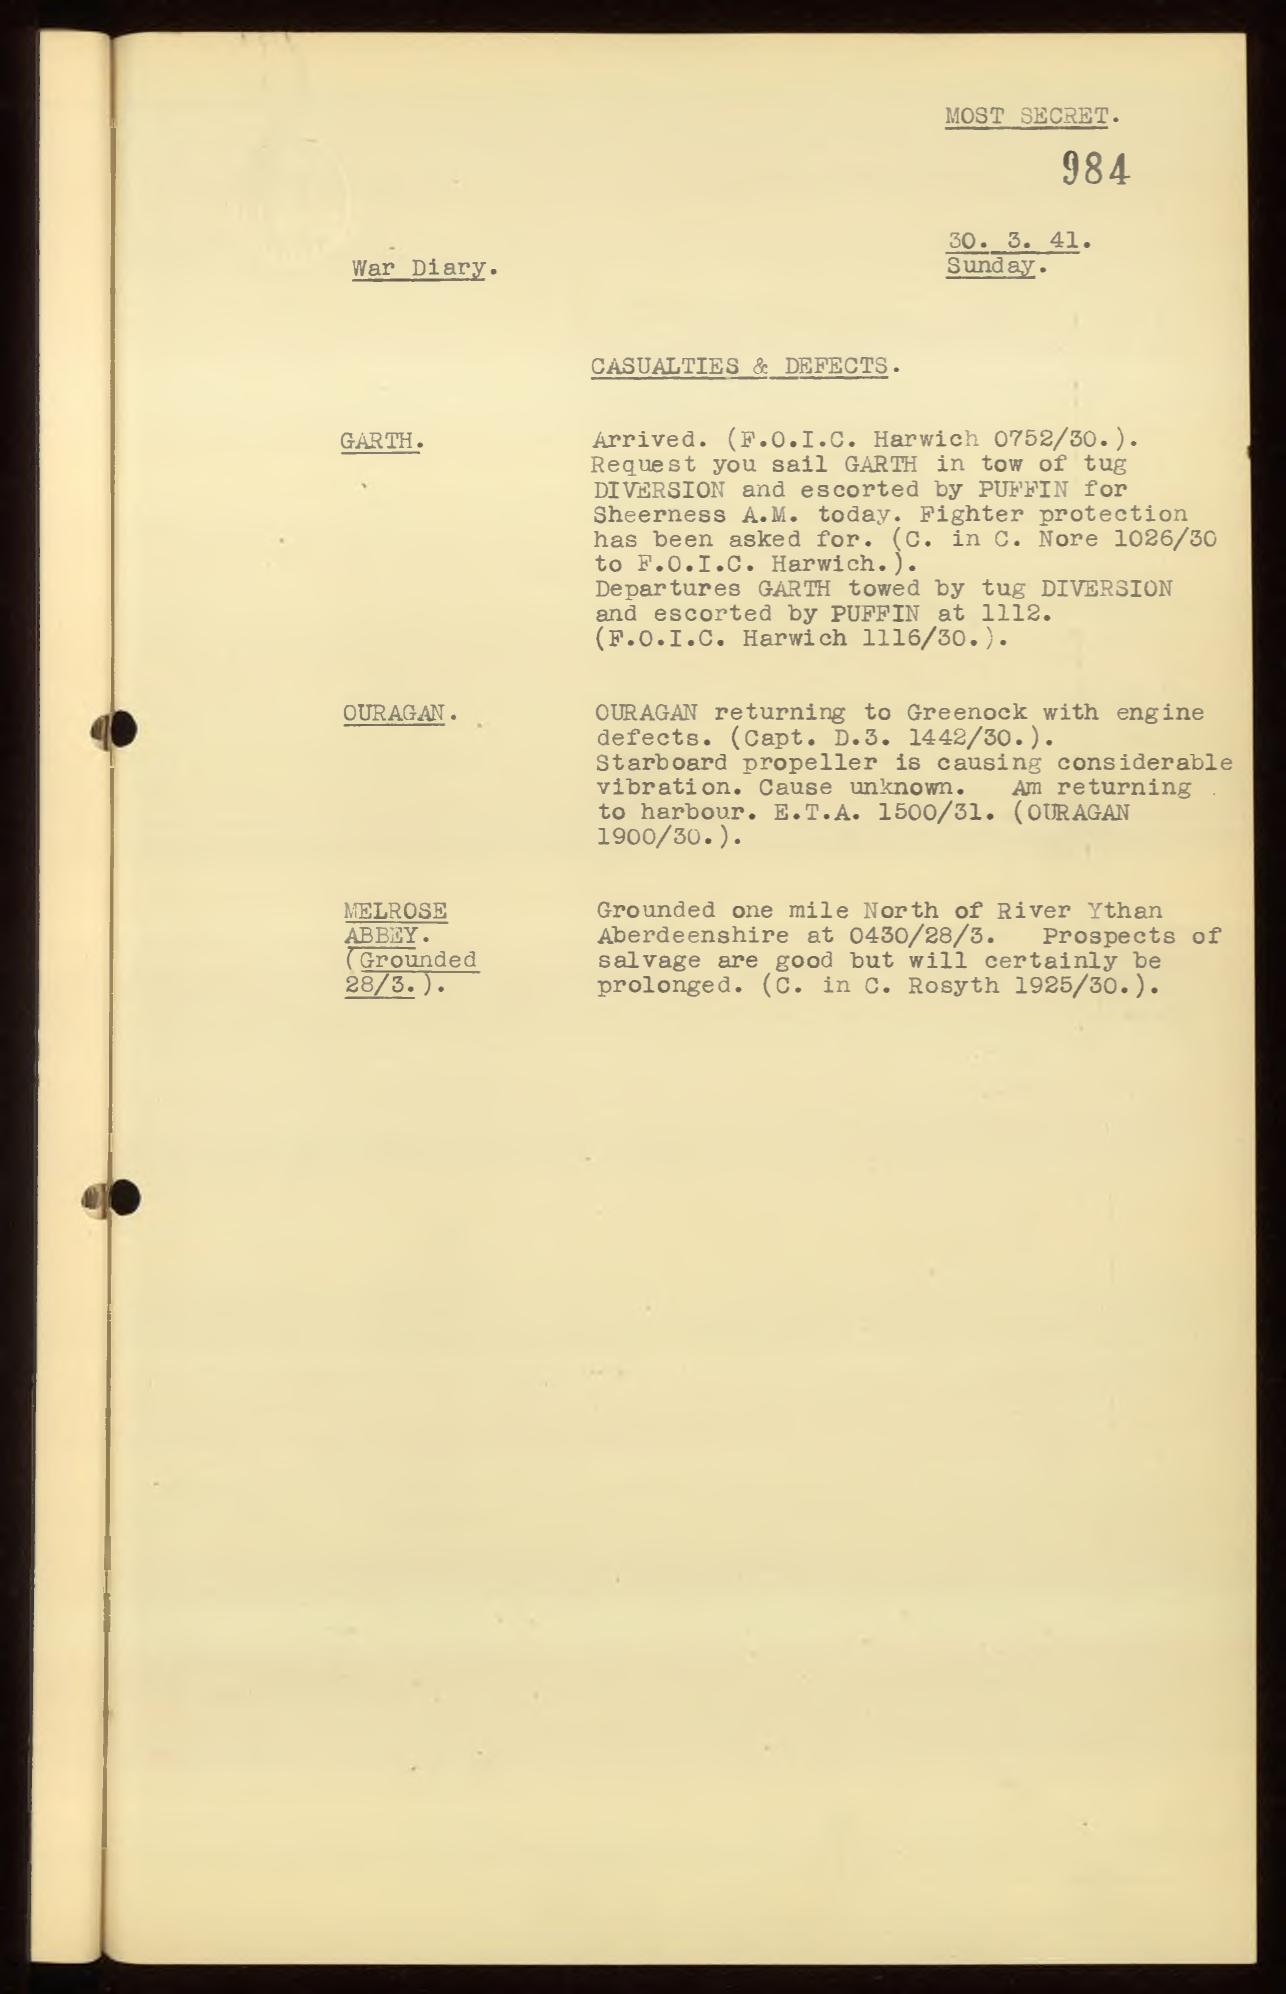 MOST SECRET.
984
30. 3. 41.
War Diary.
Sunday.
CASUALTIES & DEFECTS.
GARTH.
Arrived. (F.O.I.C. Harwich 0752/30.).
Request you sail GARTH in tow of tug
DIVERSION and escorted by PUFFIN for
Sheerness A.M. today. Fighter protection
has been asked for. (C. in C. Nore 1026/30
to F.O.I.C. Harwich.).
Departures GARTH towed by tug DIVERSION
and escorted by PUFFIN at 1112.
(F.O.I.C. Harwich 1116/30.).
OURAGAN.
OURAGAN returning to Greenock with engine
defects. (Capt. D.3. 1442/30.).
Starboard propeller is causing considerable
vibration. Cause unknown. Am returning
to harbour. E.T.A. 1500/31. (OURAGAN
1900/30.).
MELROSE
ABBEY.
(Grounded
28/3.).
Grounded one mile North of River Ythan
Aberdeenshire at 0430/28/3. Prospects of
salvage are good but will certainly be
prolonged. (C. in C. Rosyth 1925/30.).